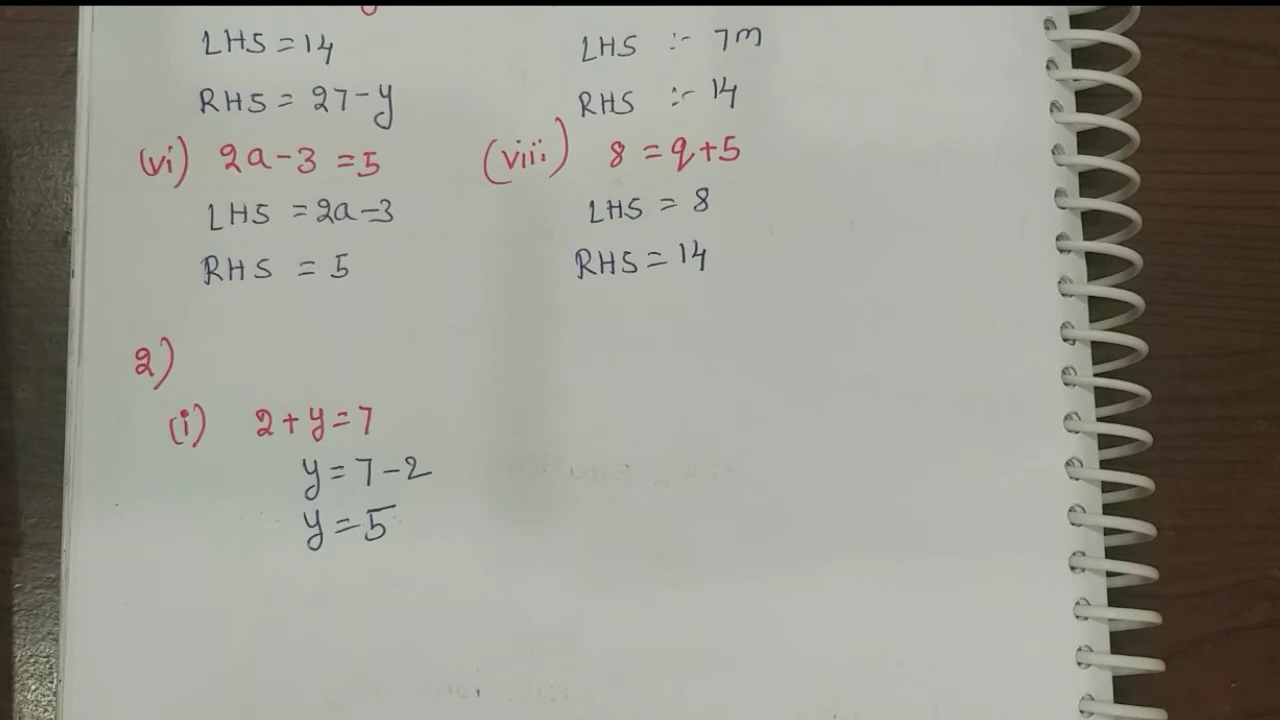 LHS = 14
RHS = 27 - y
(vi) 2a - 3 = 5
LHS = 2a - 3
RHS = 5
LHS :- 7m
RHS :- 14
(viii) 8 = q + 5
LHS = 8
RHS = 14
2)
(i) 2 + y = 7
y = 7 - 2
y = 5